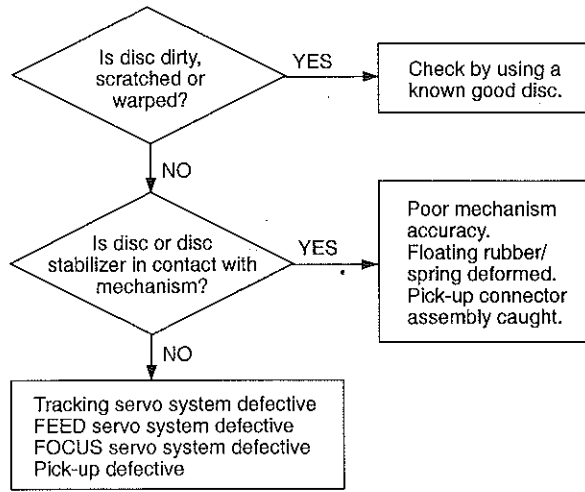 Is disc dirty,
scratched or
warped?
YES
Check by using a
known good disc.
NO
Is disc or disc
stabilizer in contact with
mechanism?
YES
Poor mechanism
accuracy.
Floating rubber/
spring deformed.
Pick-up connector
assembly caught.
NO
Tracking servo system defective
FEED servo system defective
FOCUS servo system defective
Pick-up defective